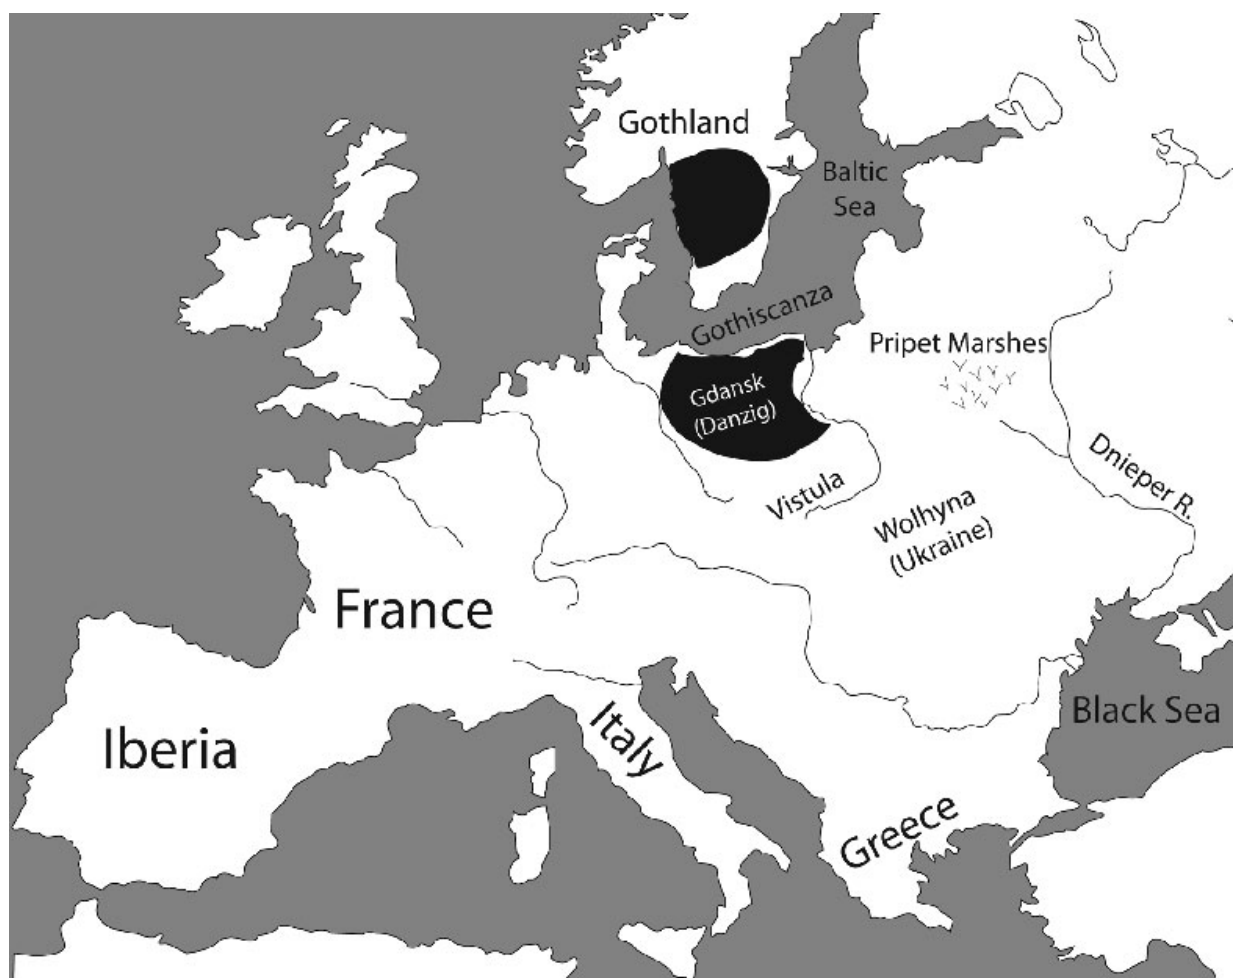 Gothland
Baltic
Sea
Gothiscanza
Pripet Marshes
Gdansk
(Danzig)
Dnieper R.
Vistula
Wolhyna
(Ukraine)
France
Italy
Black Sea
Iberia
Greece